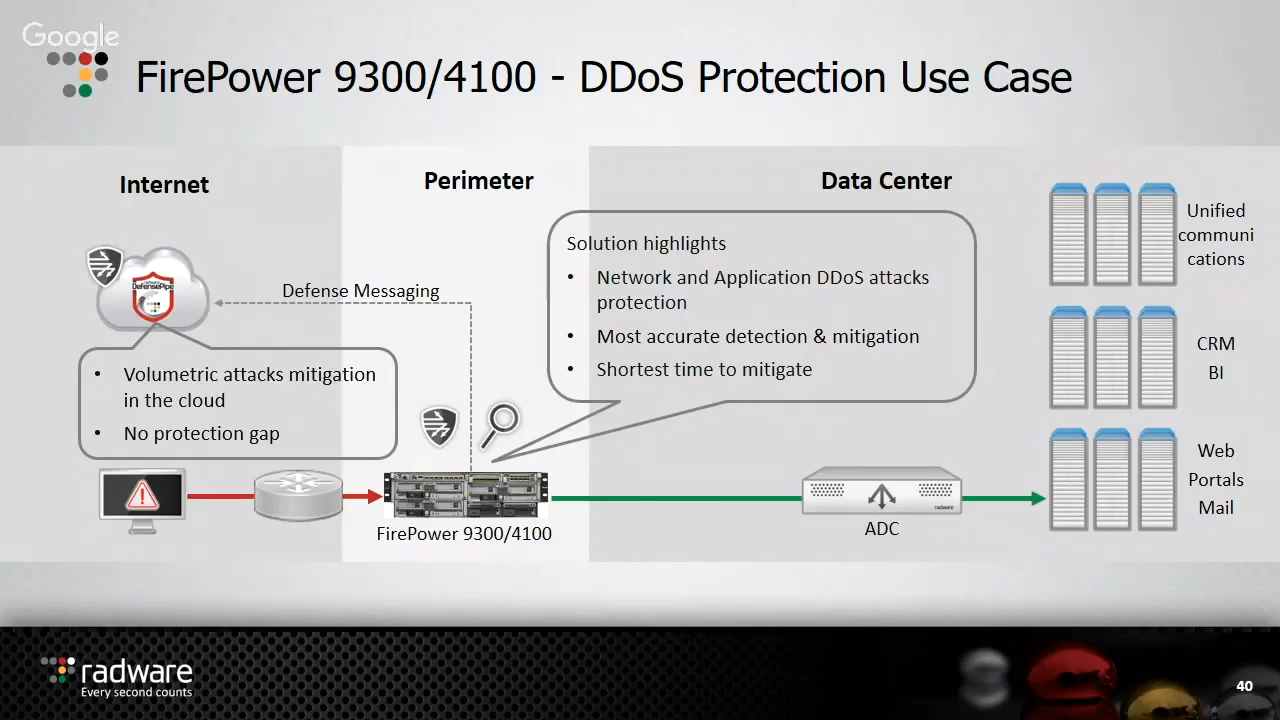 Google
FirePower 9300/4100 - DDoS Protection Use Case
Internet
Perimeter
Data Center
Unified
communi
cations
Solution highlights
• Network and Application DDoS attacks
protection
• Most accurate detection & mitigation
• Shortest time to mitigate
DefensePipe
Defense Messaging
• Volumetric attacks mitigation
in the cloud
• No protection gap
CRM
BI
Web
Portals
Mail
radware
FirePower 9300/4100
ADC
radware
Every second counts
40